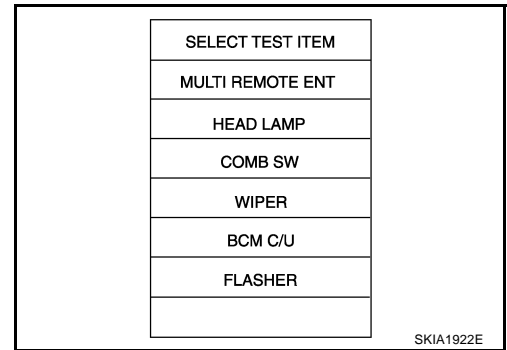 SELECT TEST ITEM
MULTI REMOTE ENT
HEAD LAMP
COMB SW
WIPER
BCM C/U
FLASHER
SKIA1922E